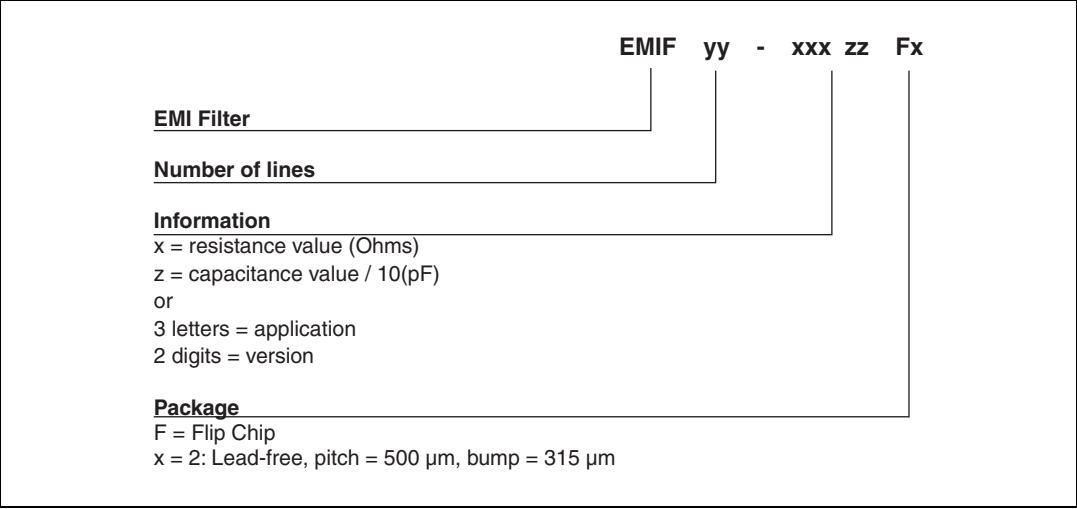 EMIF yy - xxx zz Fx
EMI Filter
Number of lines
Information
x = resistance value (Ohms)
z = capacitance value / 10(pF)
or
3 letters = application
2 digits = version
Package
F = Flip Chip
x = 2: Lead-free, pitch = 500 µm, bump = 315 µm